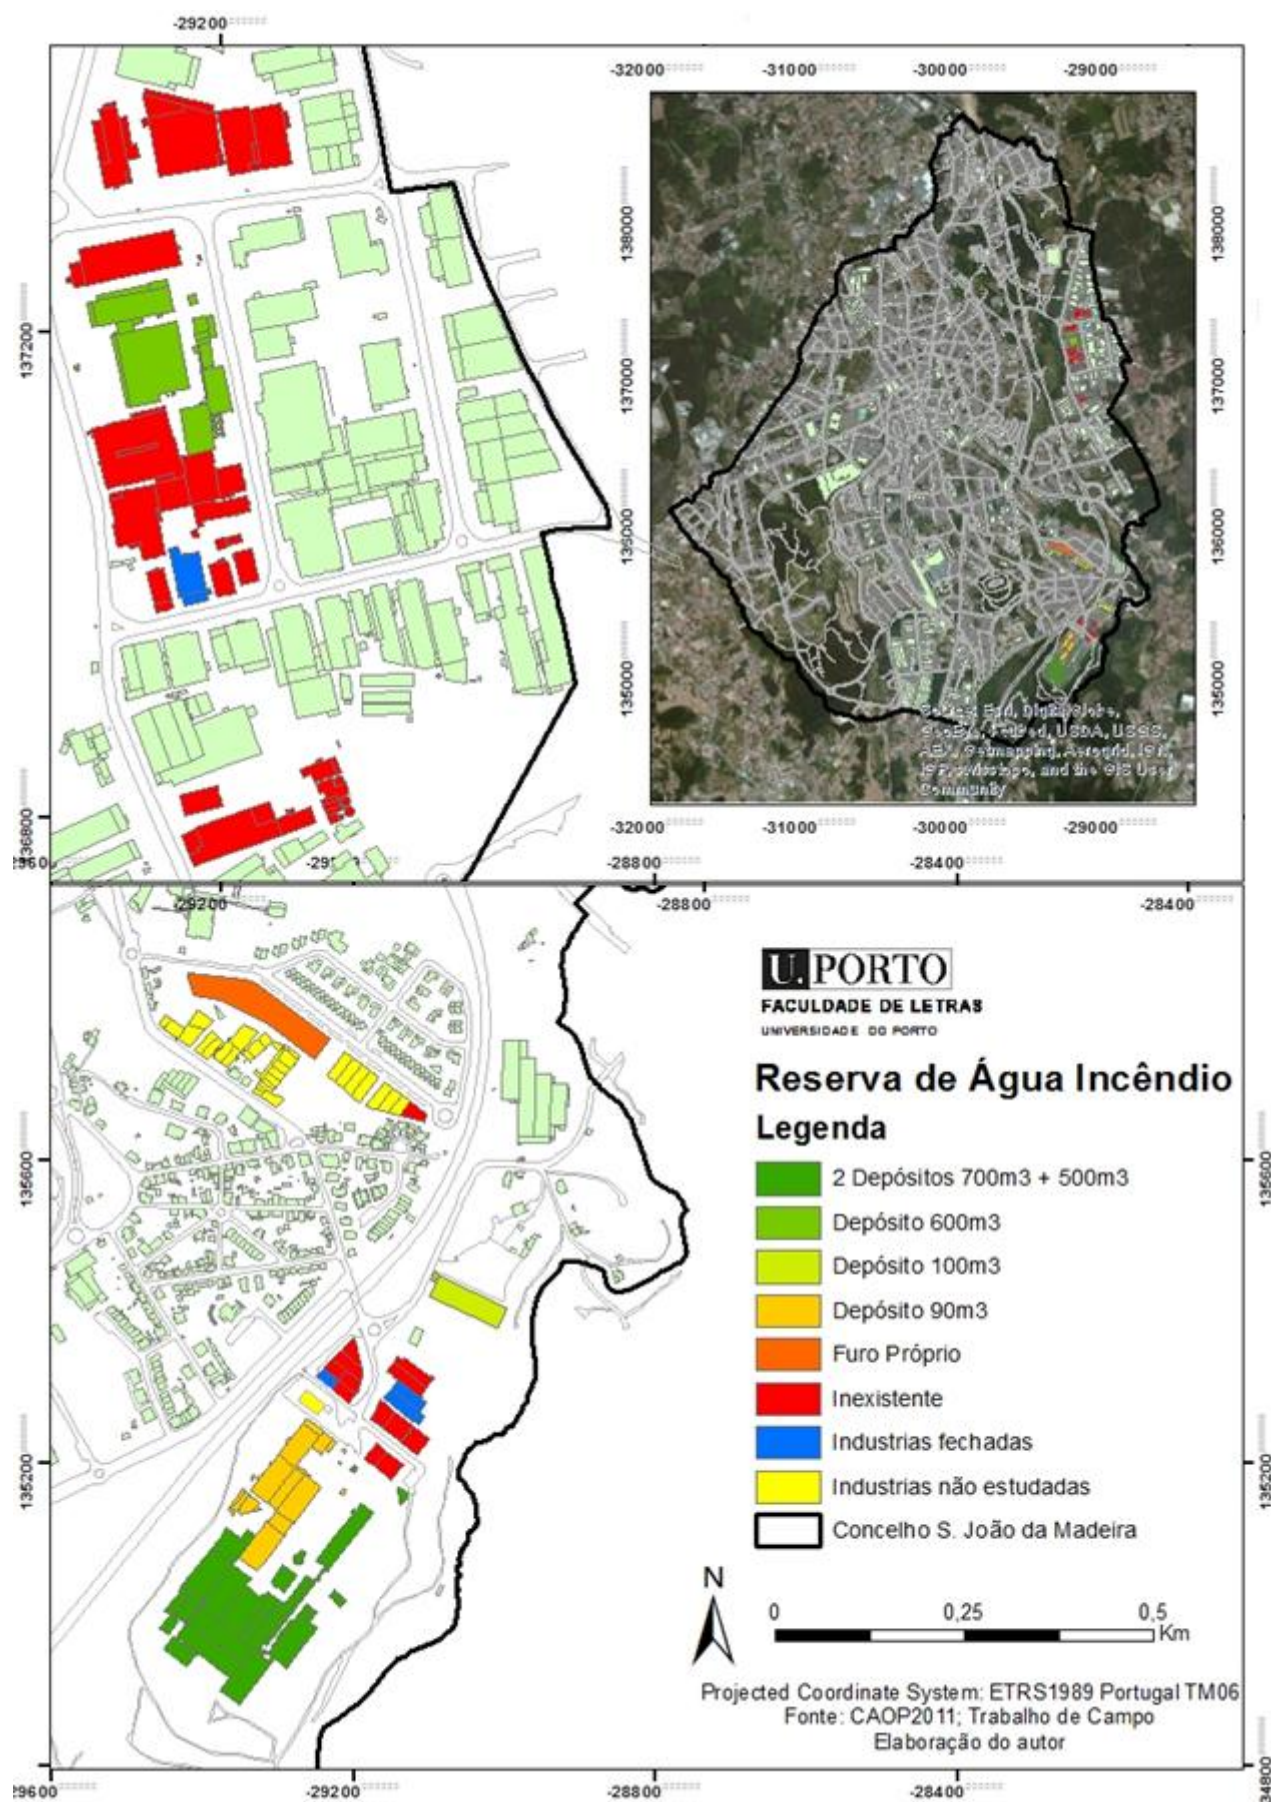 -29200
-32000
-31000
-30000
-29000
138000
138000
137200
137000
137000
136000
136000
135000
135000
Community
136800
-32000
-31000
-30000
-29000
-28800
-28400
-29200
-28800
-28400
U.PORTO
FACULDADE DE LETRAS
UNIVERSIDADE DO PORTO
Reserva de Água Incêndio
Legenda
2 Depósitos 700m3 + 500m3
Depósito 600m3
Depósito 100m3
Depósito 90m3
Furo Próprio
Inexistente
Industrias fechadas
Industrias não estudadas
Concelho S. João da Madeira
135600
135600
135200
135200
N
0
0,25
0,5
Km
Projected Coordinate System: ETRS1989 Portugal TM06
Fonte: CAOP2011; Trabalho de Campo
Elaboração do autor
29600
-29200
-28800
-28400
34800